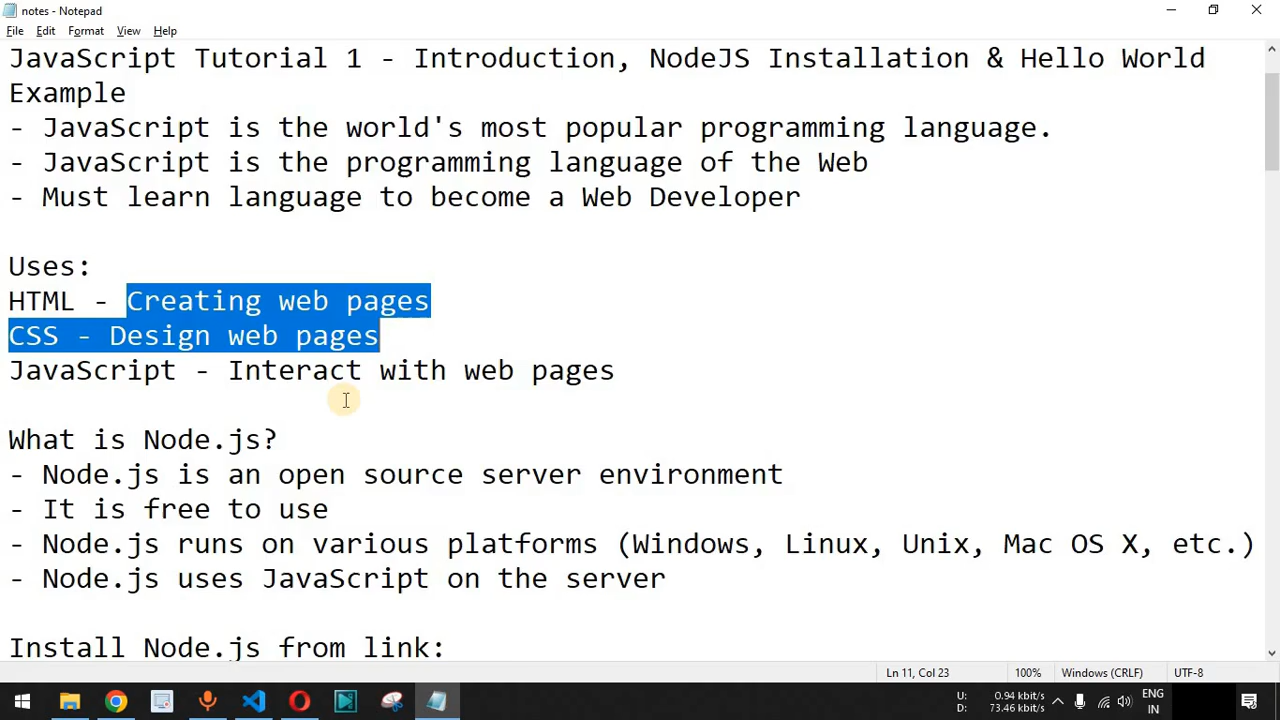 notes - Notepad
File Edit Format View Help
JavaScript Tutorial 1 - Introduction, NodeJS Installation & Hello World
Example
- JavaScript is the world's most popular programming language.
- JavaScript is the programming language of the Web
- Must learn language to become a Web Developer
Uses:
HTML - Creating web pages
CSS - Design web pages
JavaScript - Interact with web pages
What is Node.js?
- Node.js is an open source server environment
- It is free to use
- Node.js runs on various platforms (Windows, Linux, Unix, Mac OS X, etc.)
- Node.js uses JavaScript on the server
Install Node.js from link:
Ln 11, Col 23 100% Windows (CRLF) UTF-8
U: 0.94 kbit/s ENG
D: 73.46 kbit/s IN